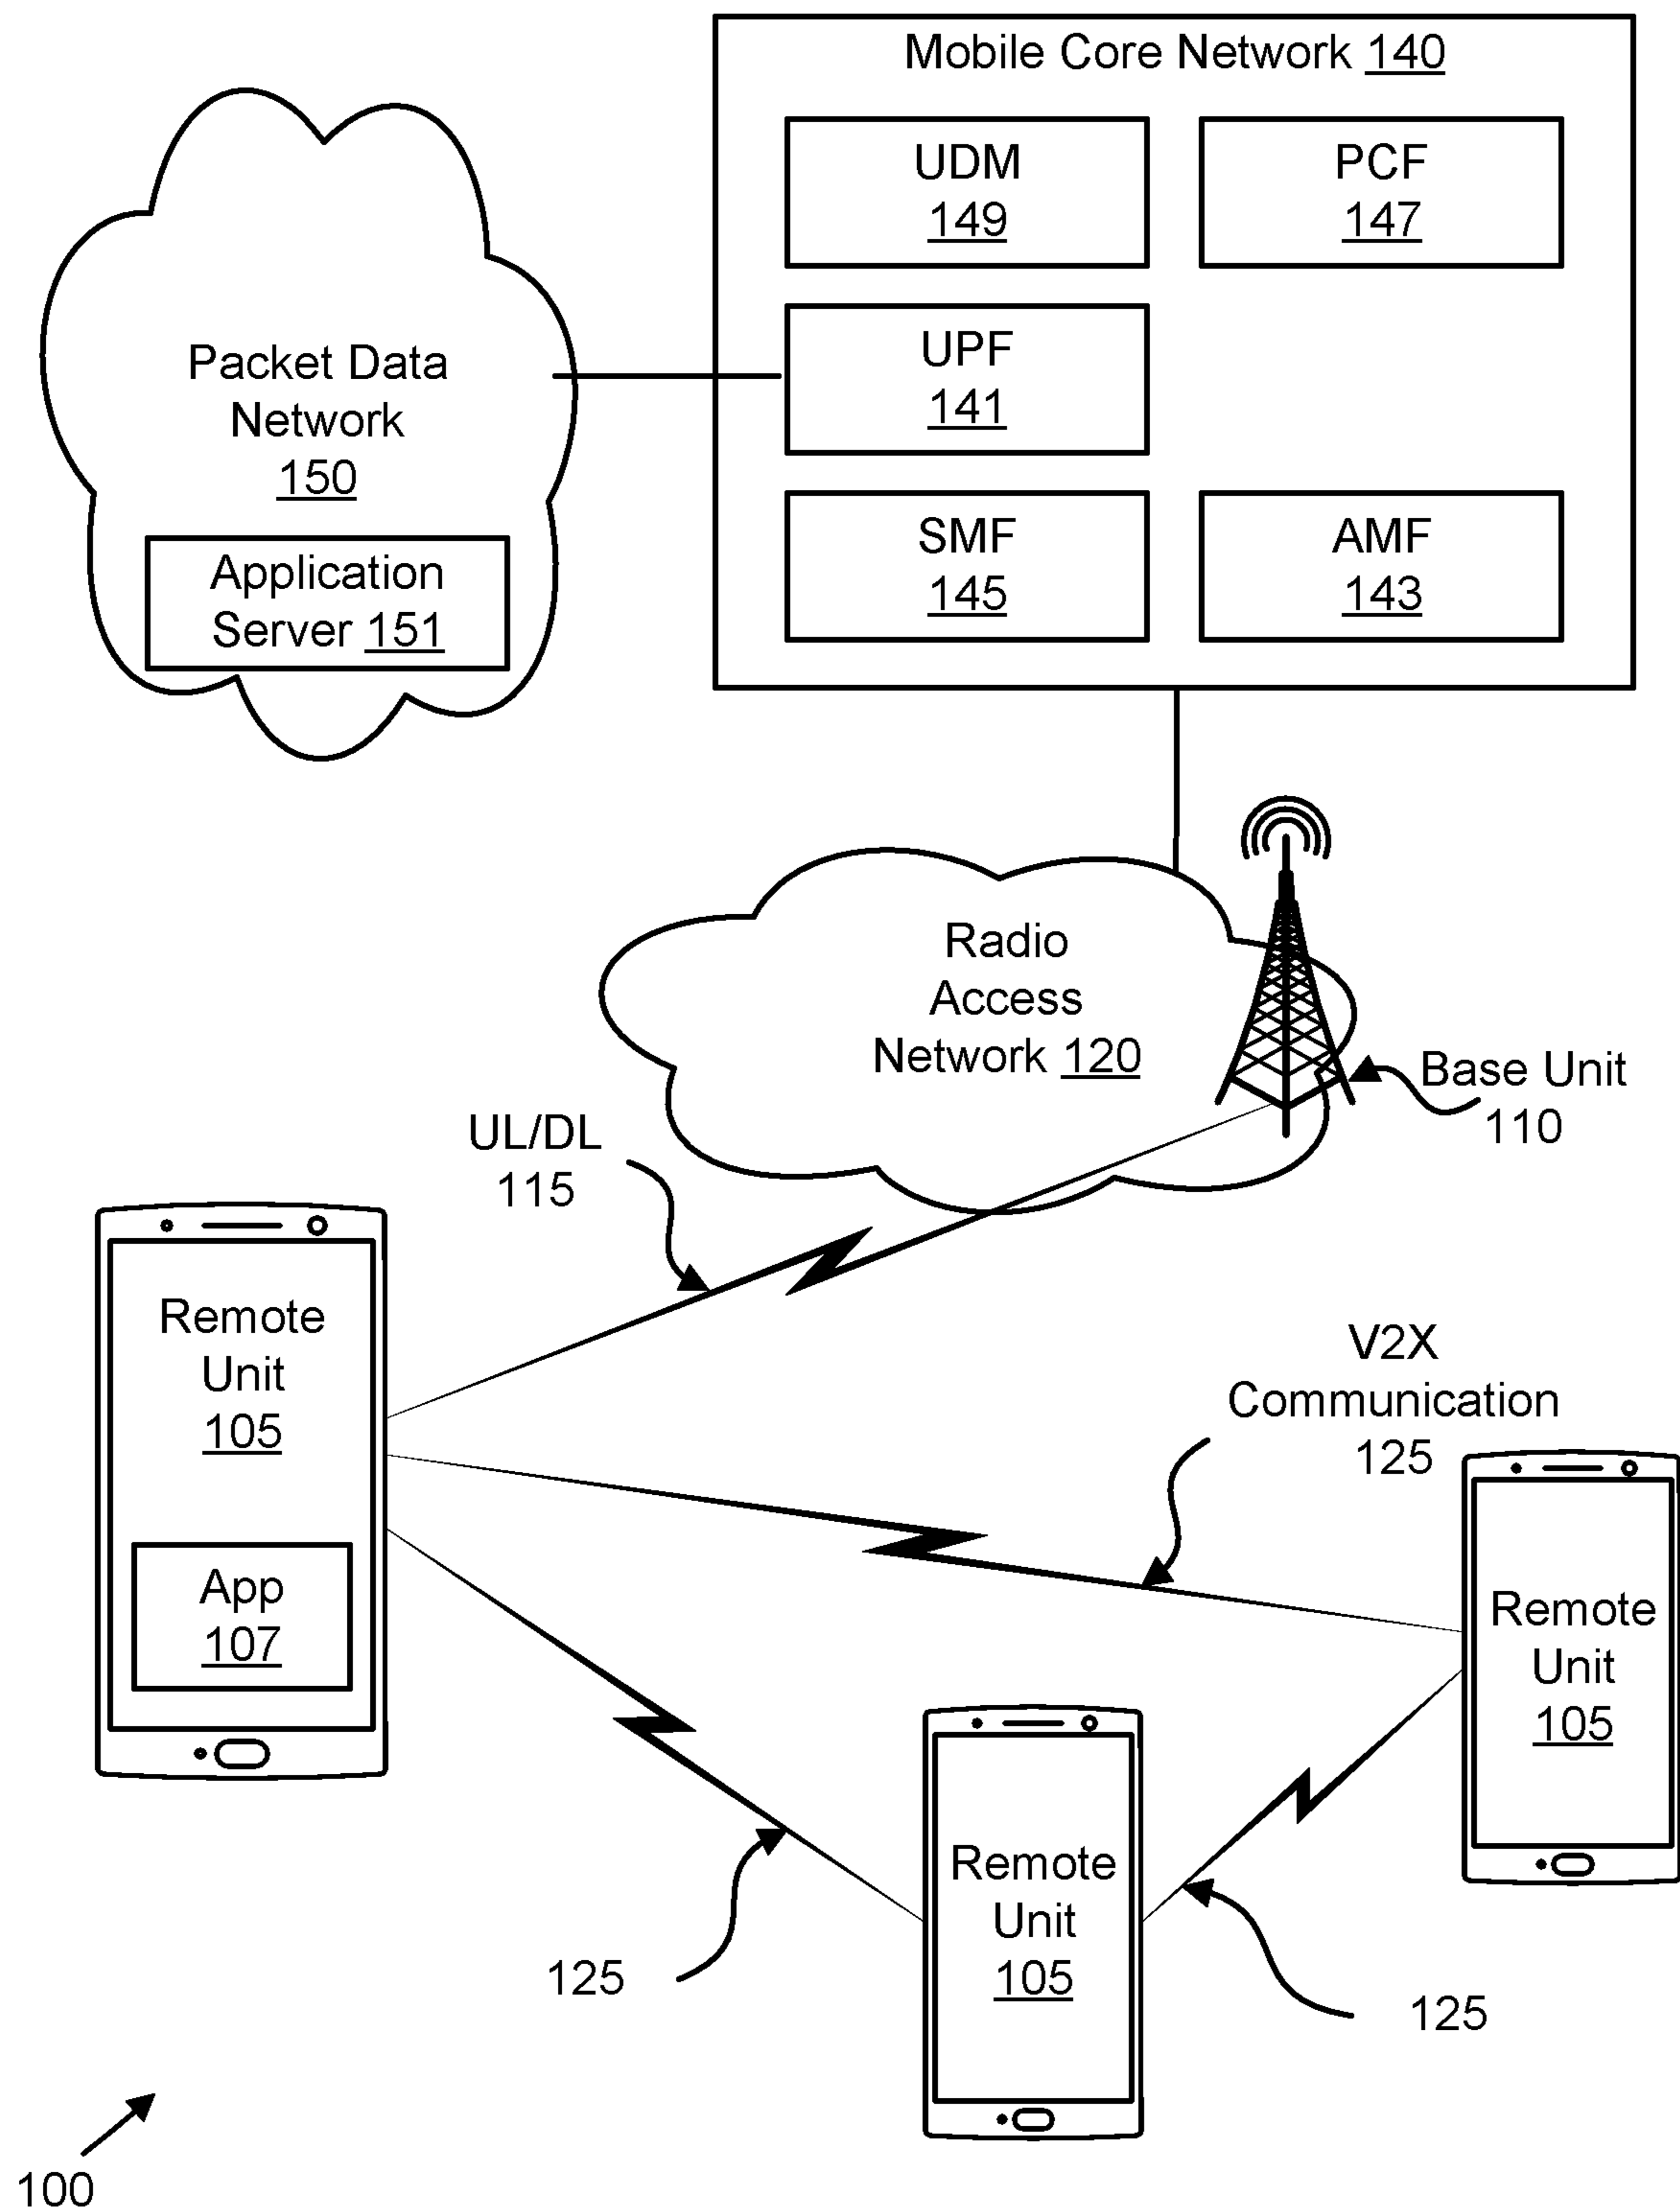 Mobile Core Network 140
UDM
149
PCF
147
UPF
141
SMF
145
AMF
143
Packet Data
Network
150
Application
Server 151
Radio
Access
Network 120
Base Unit
110
UL/DL
115
Remote
Unit
105
App
107
V2X
Communication
125
Remote
Unit
105
Remote
Unit
105
125
125
100